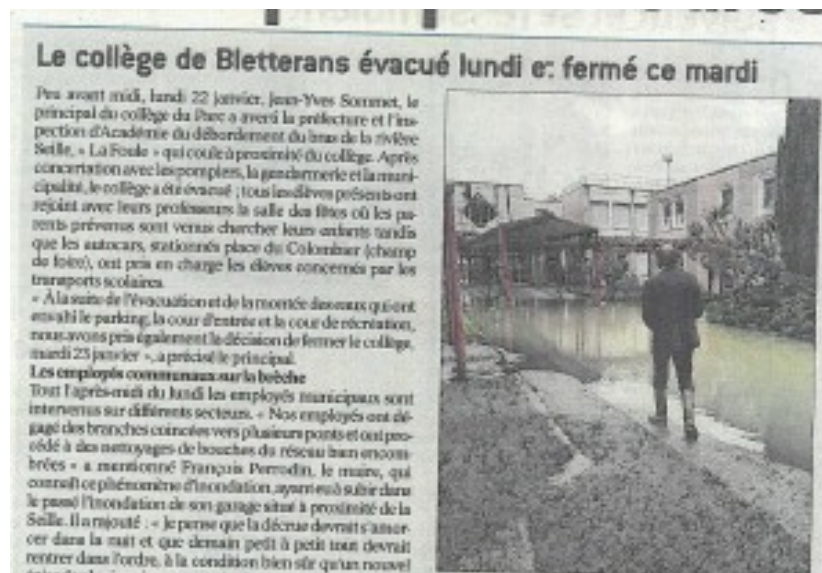 Le collège de Bletterans évacué lundi et fermé ce mardi
Peu avant midi, lundi 22 janvier, Jean-Yves Sommet, le
principal du collège du Parc a averti la préfecture et l'ins-
pection d'Académie du débordement du bras de la rivière
Seille, « La Foule » qui coule à proximité du collège. Après
concertation avec les pompiers, la gendarmerie et la muni-
cipalité, le collège a été évacué ; tous les élèves présents ont
rejoint avec leurs professeurs la salle des fêtes où les pa-
rents prévenus sont venus chercher leurs enfants tandis
que les autocars, stationnés place du Colombier (champ
de foire), ont pris en charge les élèves concernés par les
transports scolaires.
« À la suite de l'évacuation et de la montée des eaux qui ont
envahi le parking, la cour d'entrée et la cour de récréation,
nous avons pris également la décision de fermer le collège,
mardi 23 janvier », a précisé le principal.
Les employés communaux sur la brèche
Tout l'après-midi du lundi les employés municipaux sont
intervenus sur différents secteurs. « Nos employés ont dé-
gagé des branches coincées vers plusieurs ponts et ont pro-
cédé à des nettoyages de bouches du réseau bien encom-
brées » a mentionné François Perrodin, le maire, qui
connaît ce phénomène d'inondation, ayant eu à subir dans
le passé l'inondation de son garage situé à proximité de la
Seille. Il a rajouté : « Je pense que la décrue devrait s'amor-
cer dans la nuit et que demain petit à petit tout devrait
rentrer dans l'ordre, à la condition bien sûr qu'un nouvel